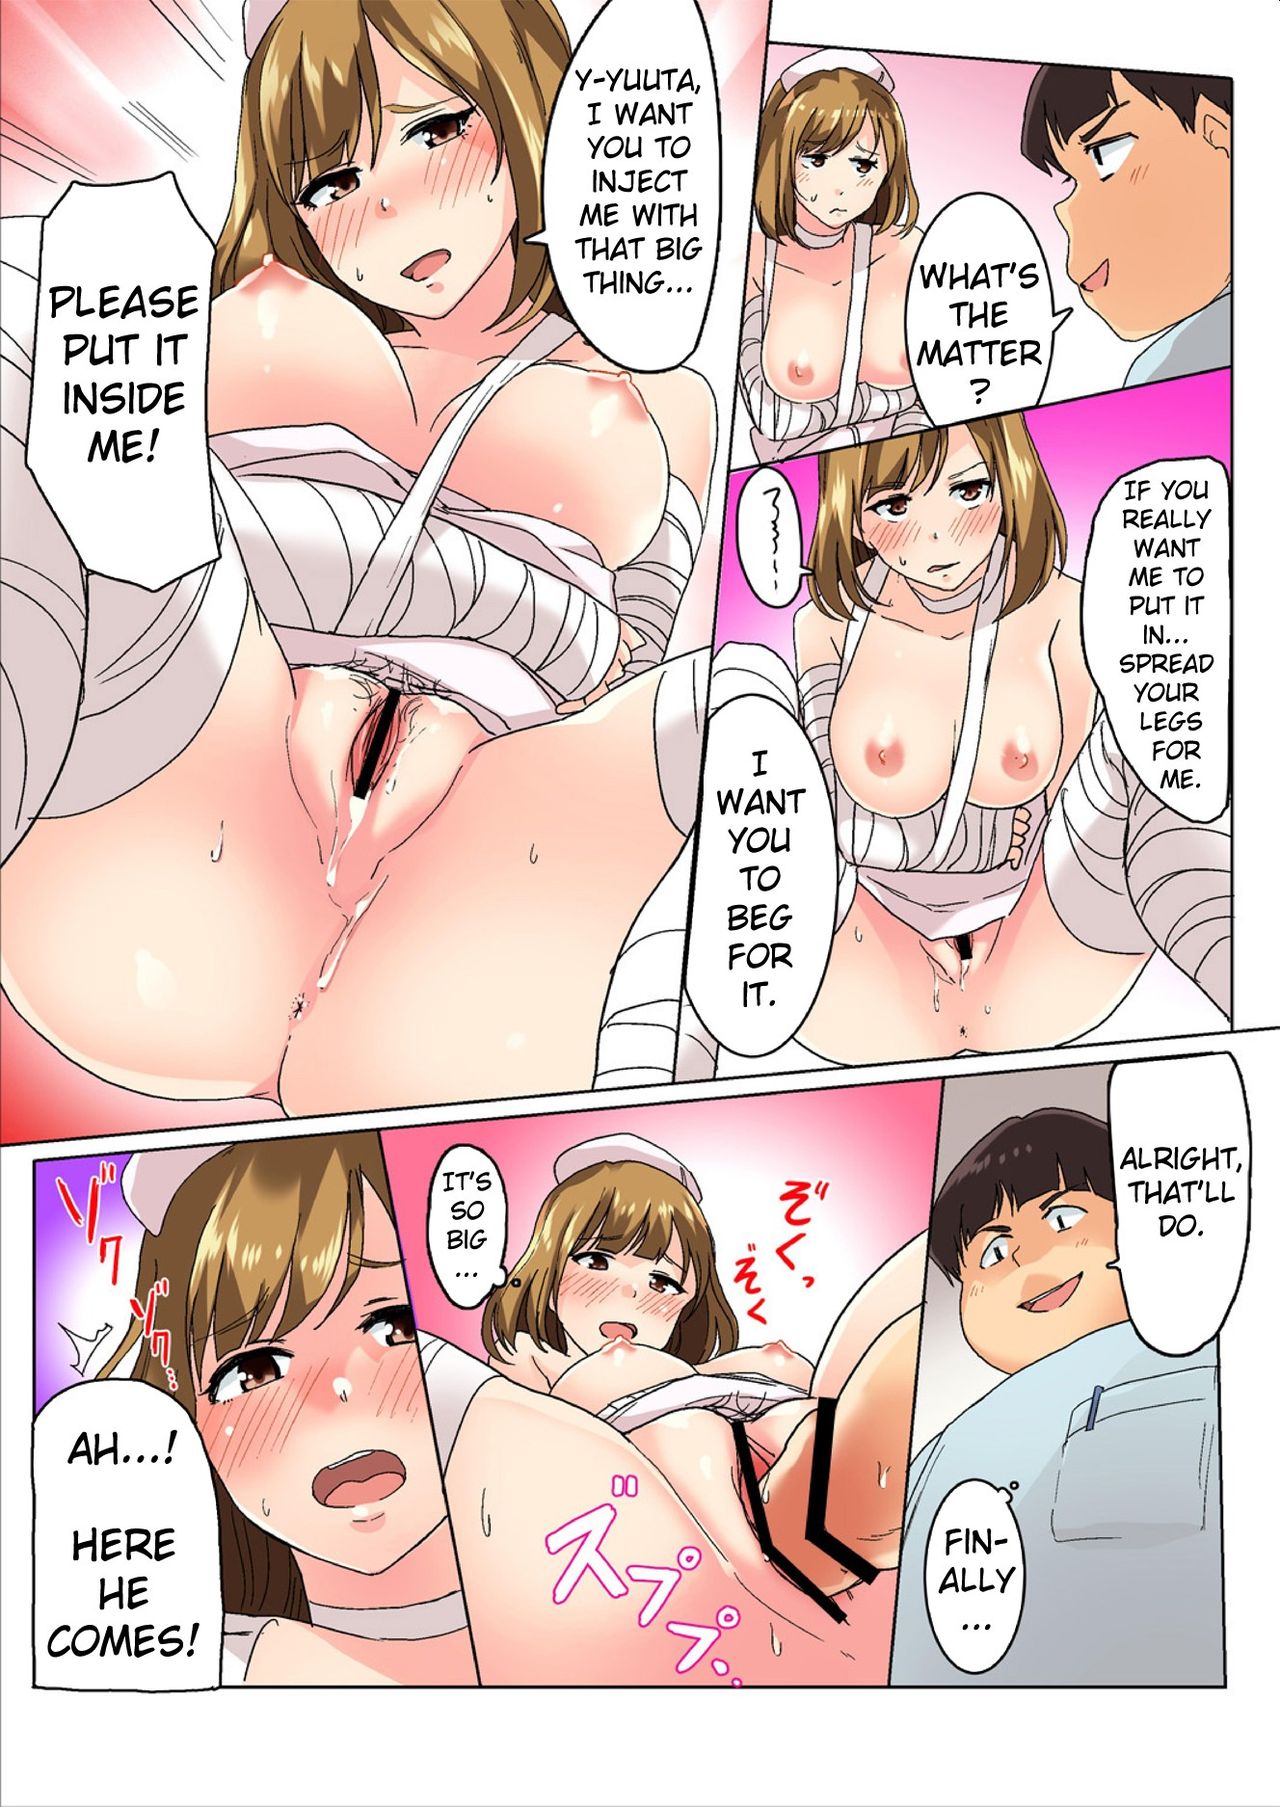 WHAT'S
THE
MATTER
?
IF YOU
REALLY
WANT
ME TO
PUT IT
IN...
SPREAD
YOUR
LEGS
FOR
ME.
I
WANT
YOU
TO
BEG
FOR
IT.
Y-YUUTA,
I WANT
YOU TO
INJECT
ME WITH
THAT BIG
THING...
PLEASE
PUT IT
INSIDE
ME!
ALRIGHT,
THAT'LL
DO.
FIN-
ALLY
...
ぞくっ
ぞく
IT'S
SO
BIG
...
ズプププ
ゾク
ゾク
AH...!
HERE
HE
COMES!